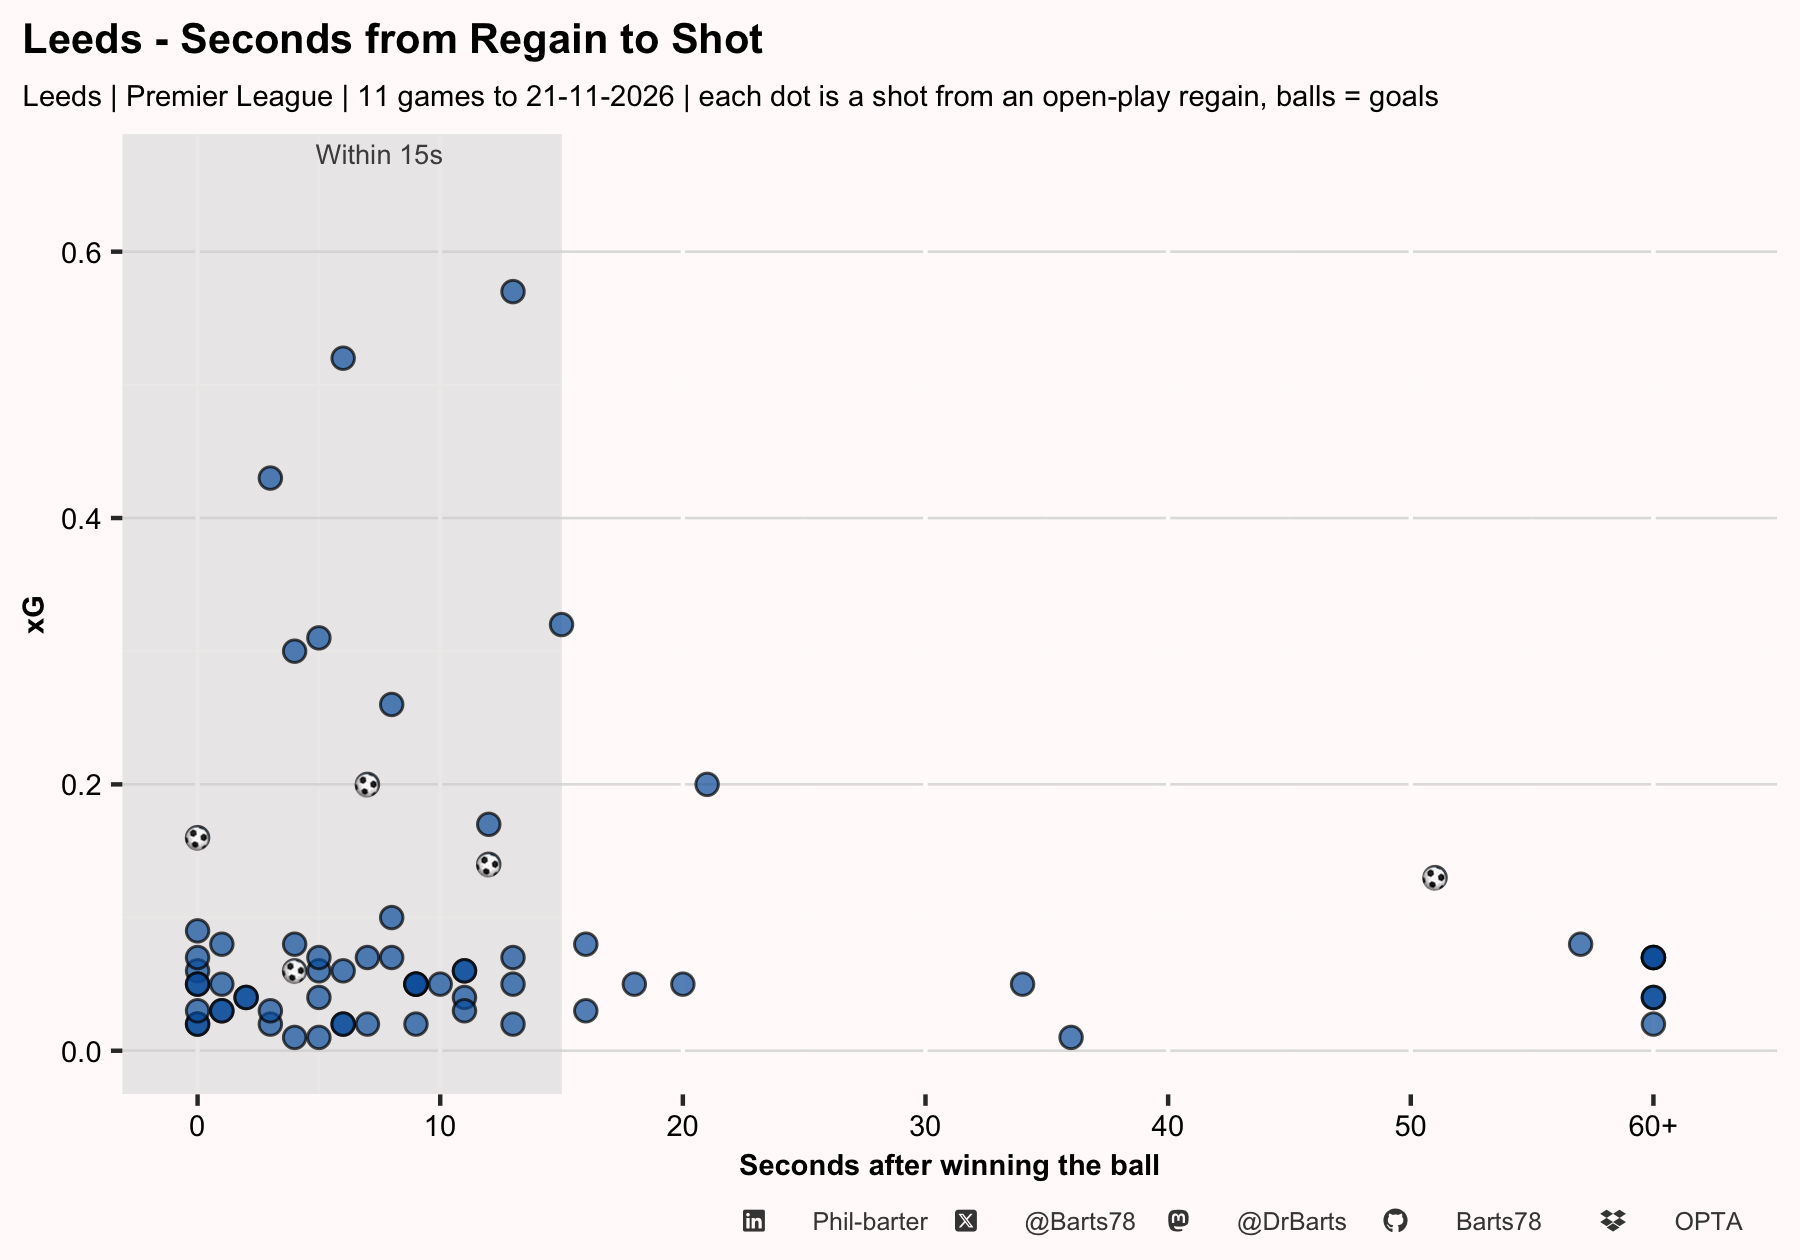 Leeds - Seconds from Regain to Shot
Leeds | Premier League | 11 games to 21-11-2026 | each dot is a shot from an open-play regain, balls = goals
Within 15s
0.6
0.4
0.2
0.0
xG
0 10 20 30 40 50 60+
Seconds after winning the ball
Phil-barter @Barts78 @DrBarts Barts78 OPTA